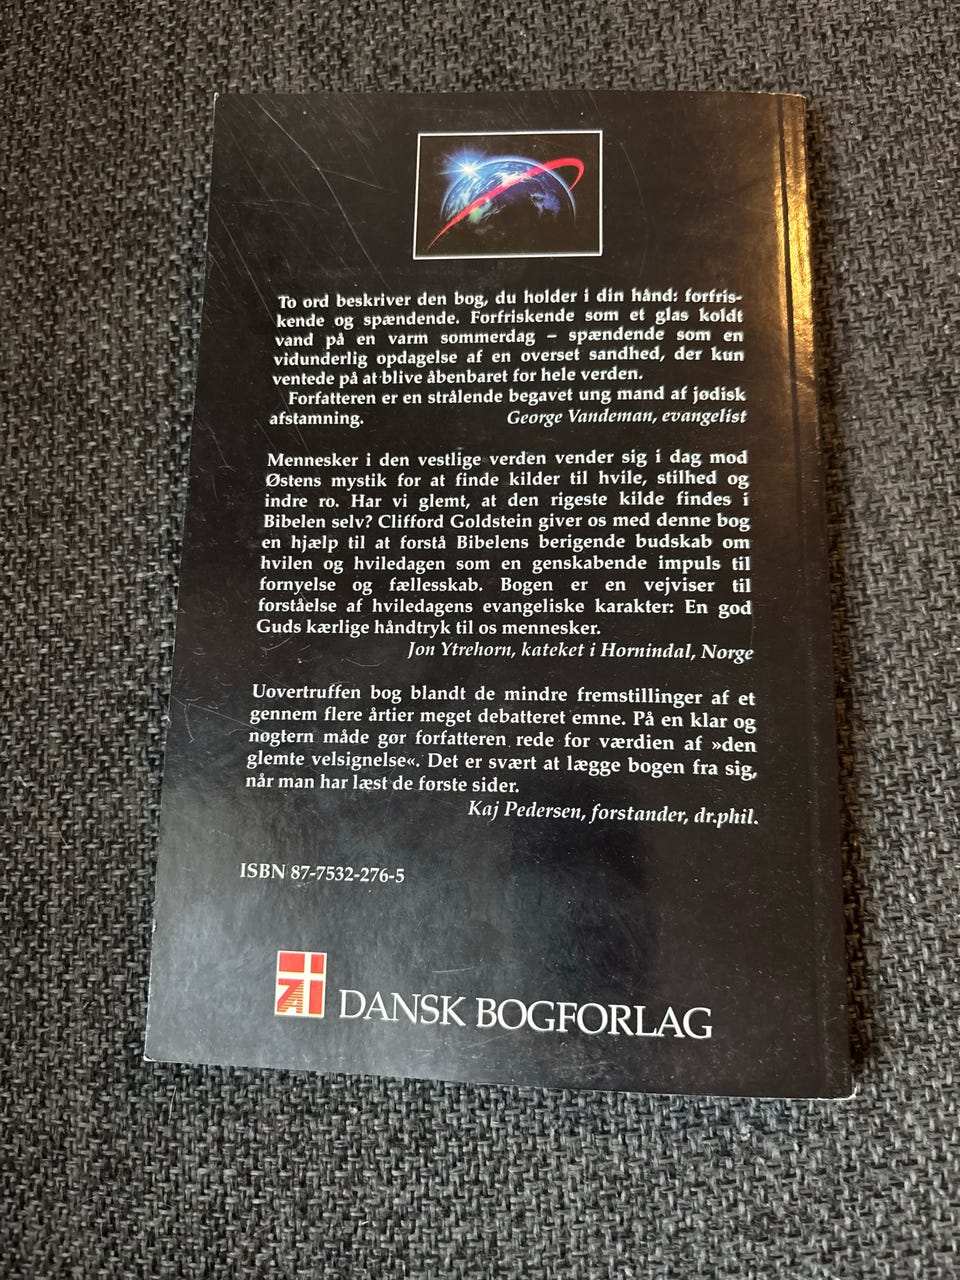 To ord beskriver den bog, du holder i din hånd: forfris-
kende og spændende. Forfriskende som et glas koldt
vand på en varm sommerdag – spændende som en
vidunderlig opdagelse af en overset sandhed, der kun
ventede på at blive åbenbaret for hele verden.
Forfatteren er en strålende begavet ung mand af jødisk
afstamning. George Vandeman, evangelist
Mennesker i den vestlige verden vender sig i dag mod
Østens mystik for at finde kilder til hvile, stilhed og
indre ro. Har vi glemt, at den rigeste kilde findes i
Bibelen selv? Clifford Goldstein giver os med denne bog
en hjælp til at forstå Bibelens berigende budskab om
hvilen og hviledagen som en genskabende impuls til
fornyelse og fællesskab. Bogen er en vejviser til
forståelse af hviledagens evangeliske karakter: En god
Guds kærlige håndtryk til os mennesker.
Jon Ytrehorn, kateket i Hornindal, Norge
Uovertruffen bog blandt de mindre fremstillinger af et
gennem flere årtier meget debatteret emne. På en klar og
nøgtern måde gør forfatteren rede for værdien af »den
glemte velsignelse«. Det er svært at lægge bogen fra sig,
når man har læst de første sider.
Kaj Pedersen, forstander, dr.phil.
ISBN 87-7532-276-5
DANSK BOGFORLAG